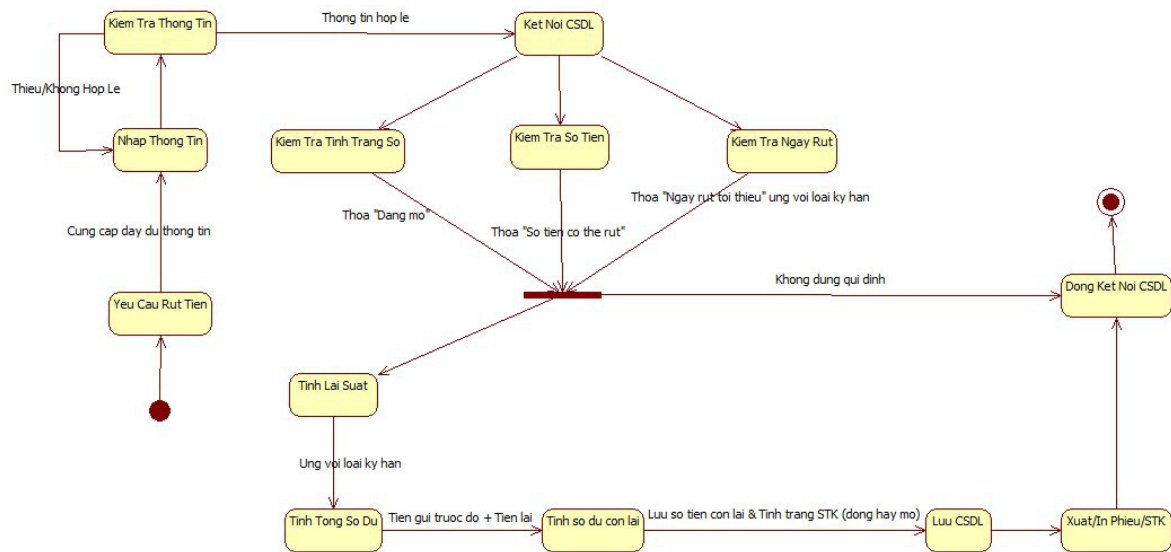 Kiem Tra Thong Tin
Thong tin hop le
Ket Noi CSDL
Thieu/Khong Hop Le
Nhap Thong Tin
Kiem Tra Tinh Trang So
Kiem Tra So Tien
Kiem Tra Ngay Rut
Thoa "Dang mo"
Thoa "So tien co the rut"
Thoa "Ngay rut toi thieu" ung voi loai ky han
Cung cap day du thong tin
Yeu Cau Rut Tien
Khong dung qui dinh
Dong Ket Noi CSDL
Tinh Lai Suat
Ung voi loai ky han
Tinh Tong So Du
Tien gui truoc do + Tien lai
Tinh so du con lai
Luu so tien con lai & Tinh trang STK (dong hay mo)
Luu CSDL
Xuat/In Phieu/STK